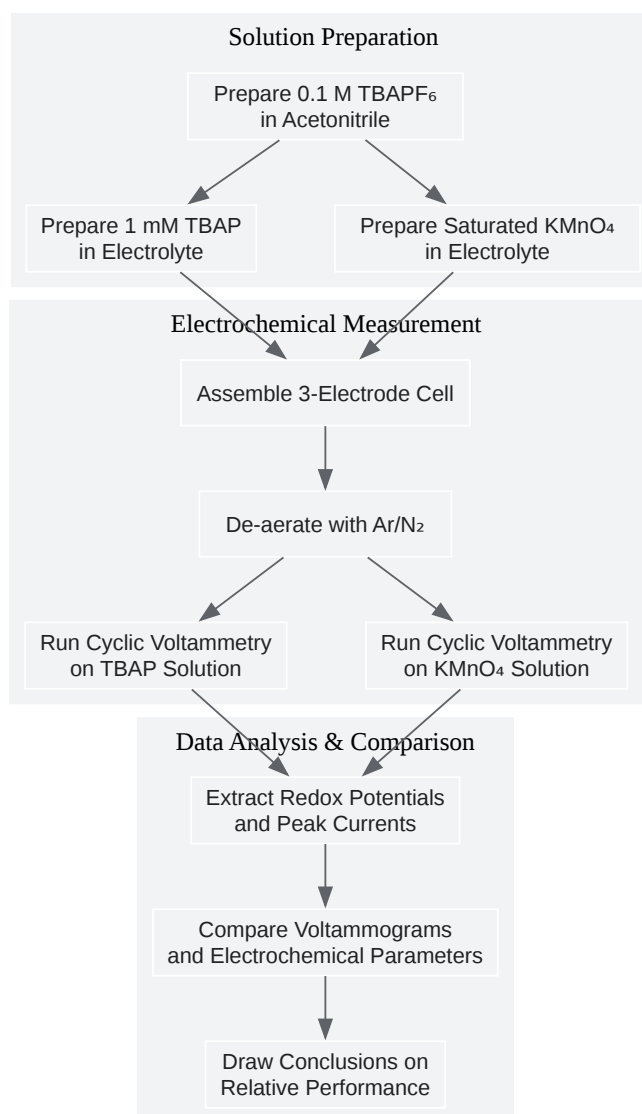 Solution Preparation
Prepare 0.1 M TBAPF₆
in Acetonitrile
Prepare 1 mM TBAP
in Electrolyte
Prepare Saturated KMnO₄
in Electrolyte
Electrochemical Measurement
Assemble 3-Electrode Cell
De-aerate with Ar/N₂
Run Cyclic Voltammetry
on TBAP Solution
Run Cyclic Voltammetry
on KMnO₄ Solution
Data Analysis & Comparison
Extract Redox Potentials
and Peak Currents
Compare Voltammograms
and Electrochemical Parameters
Draw Conclusions on
Relative Performance